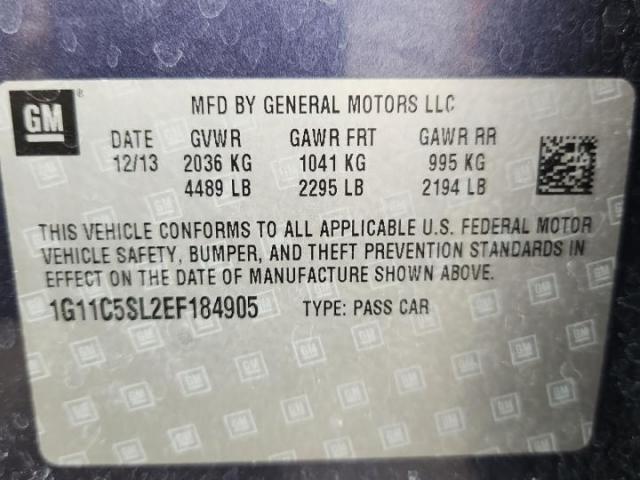 GM ® MFD BY GENERAL MOTORS LLC
DATE GVWR GAWR FRT GAWR RR
12/13 2036 KG 1041 KG 995 KG
4489 LB 2295 LB 2194 LB
THIS VEHICLE CONFORMS TO ALL APPLICABLE U.S. FEDERAL MOTOR
VEHICLE SAFETY, BUMPER, AND THEFT PREVENTION STANDARDS IN
EFFECT ON THE DATE OF MANUFACTURE SHOWN ABOVE.
1G11C5SL2EF184905 TYPE: PASS CAR